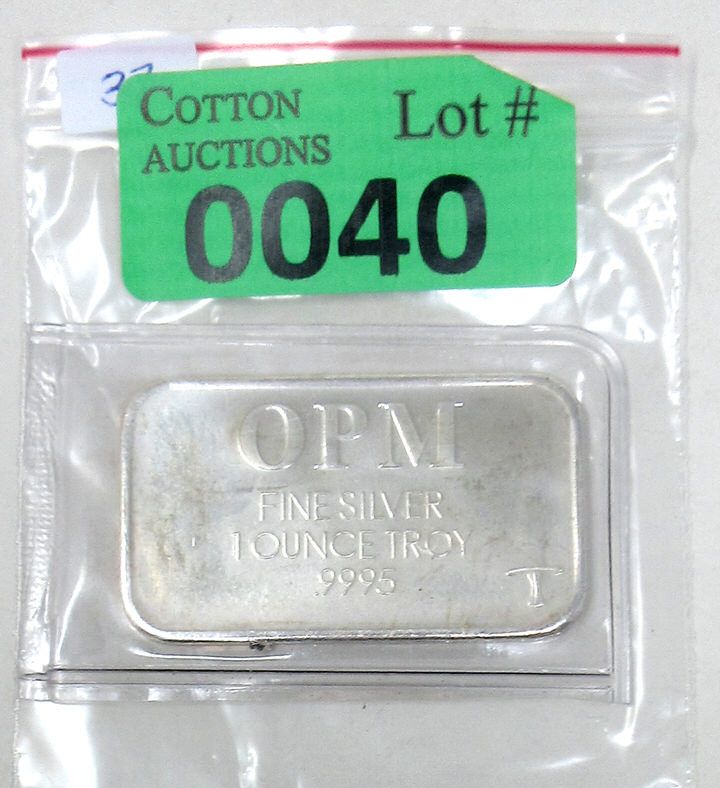 COTTON
AUCTIONS
Lot #
0040
OPM
FINE SILVER
1 OUNCE TROY
.9995
T